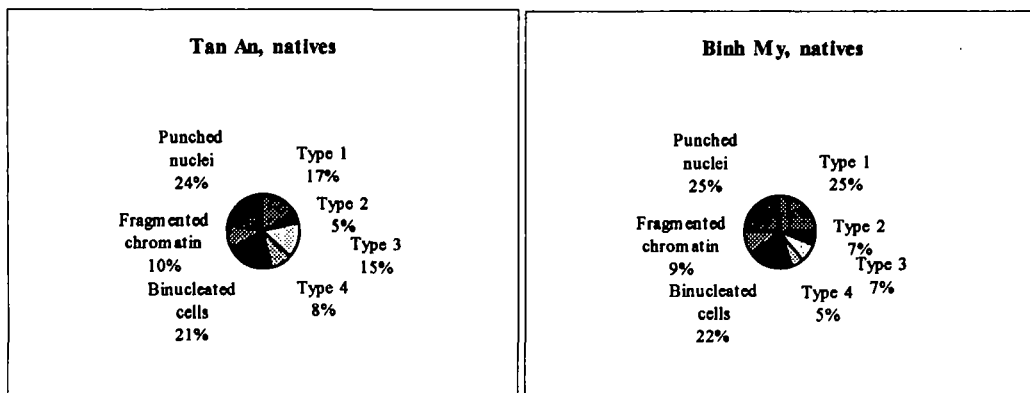 Tan An, natives
Punched
nuclei
24%
Type 1
17%
Type 2
5%
Type 3
15%
Type 4
8%
Binucleated
cells
21%
Fragmented
chromatin
10%
Binh My, natives
Punched
nuclei
25%
Type 1
25%
Type 2
7%
Type 3
7%
Type 4
5%
Binucleated
cells
22%
Fragmented
chromatin
9%